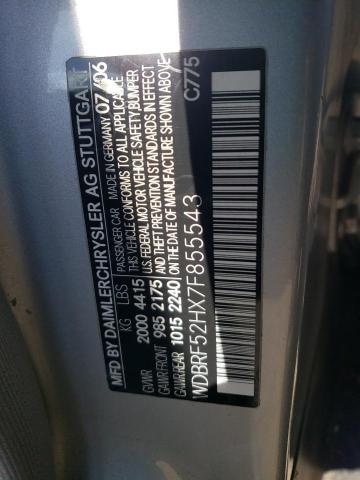 MFD BY DAIMLERCHRYSLER AG STUTTGART
PASSENGER CAR MADE IN GERMANY 07/06
KG LBS THIS VEHICLE CONFORMS TO ALL APPLICABLE
GVWR 2000 4415 U.S. FEDERAL MOTOR VEHICLE SAFETY BUMPER
GAWR FRONT 985 2175 AND THEFT PREVENTION STANDARDS IN EFFECT
GAWR REAR 1015 2240 ON THE DATE OF MANUFACTURE SHOWN ABOVE
WDBRF52HX7F855543 C775